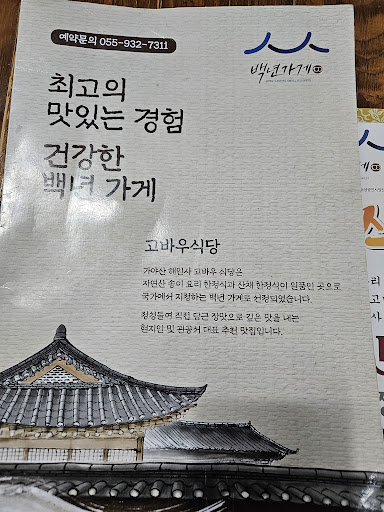 예약문의 055-932-7311
백년가게
최고의
맛있는 경험
건강한
백년 가게
고바우식당
가야산 해인사 고바우 식당은
자연산 송이 요리 한정식과 산채 한정식이 일품인 곳으로
국가에서 지정하는 백년 가게로 선정되었습니다.
정성들여 직접 담근 장맛으로 깊은 맛을 내는
현지인 및 관광처 대표 추천 맛집입니다.